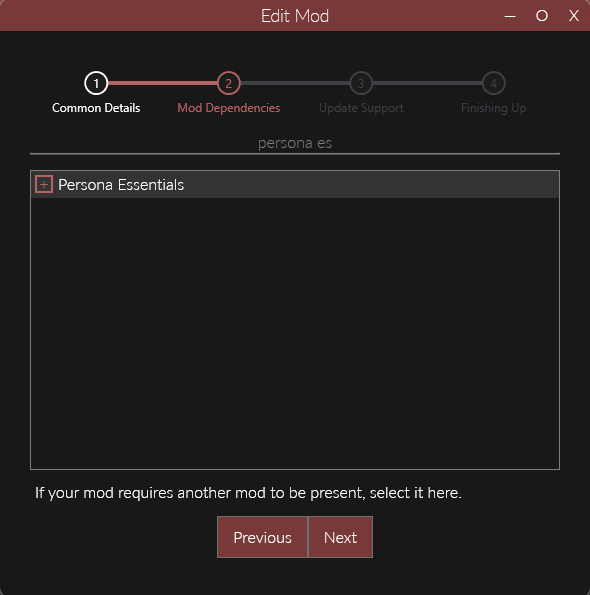 Edit Mod
1 2 3 4
Common Details Mod Dependencies Update Support Finishing Up
persona es
Persona Essentials
If your mod requires another mod to be present, select it here.
Previous Next